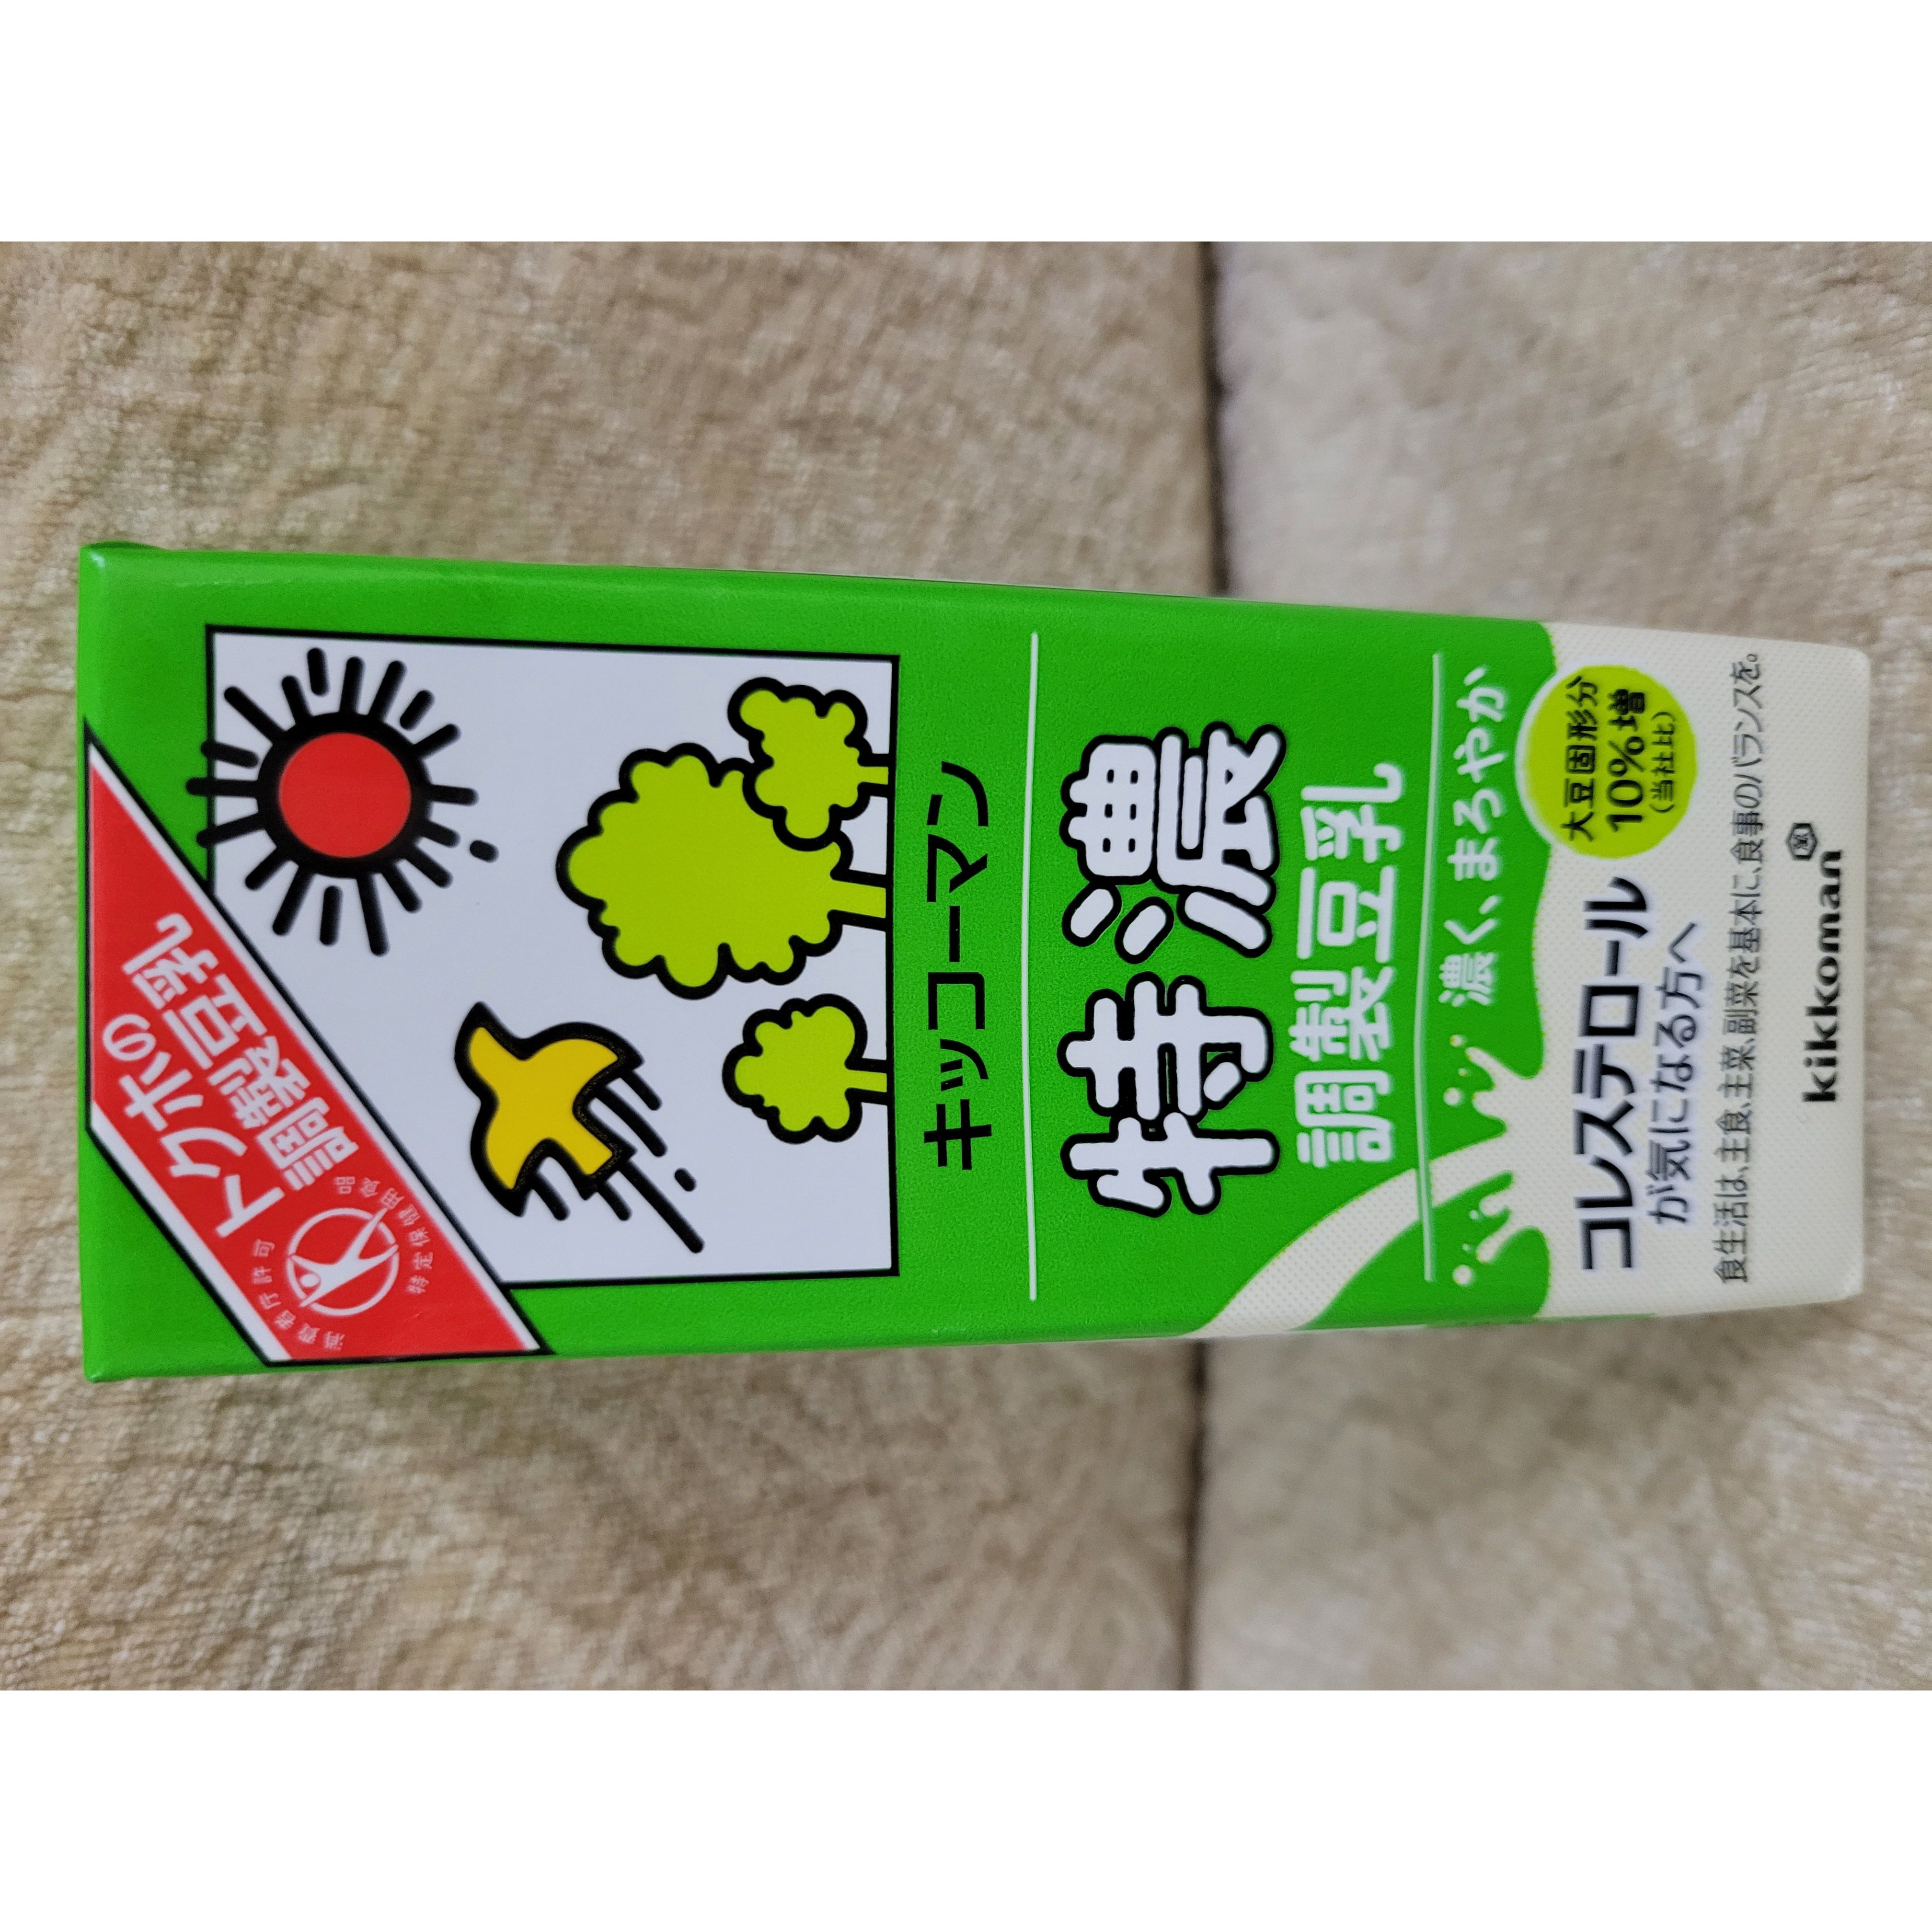 トクホの
調製豆乳
消費者庁許可
特定保健用食品
キッコーマン
特濃
調製豆乳
濃く、まろやか
大豆固形分
10%増
(当社比)
コレステロール
が気になる方へ
食生活は、主食、主菜、副菜を基本に、食事のバランスを。
kikkoman